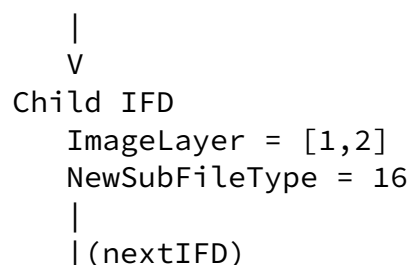 |
V
Child IFD
ImageLayer = [1,2]
NewSubFileType = 16
|
|(nextIFD)